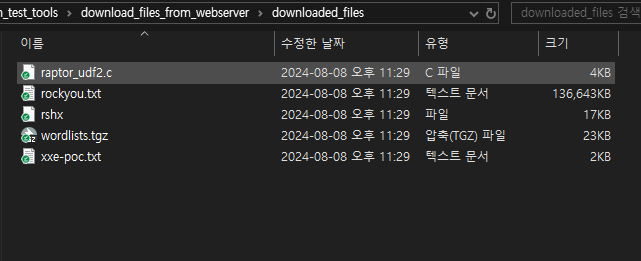 n_test_tools > download_files_from_webserver > downloaded_files downloaded_files 검색
이름 수정한 날짜 유형 크기
raptor_udf2.c 2024-08-08 오후 11:29 C 파일 4KB
rockyou.txt 2024-08-08 오후 11:29 텍스트 문서 136,643KB
rshx 2024-08-08 오후 11:29 파일 17KB
wordlists.tgz 2024-08-08 오후 11:29 압축(TGZ) 파일 23KB
xxe-poc.txt 2024-08-08 오후 11:29 텍스트 문서 2KB